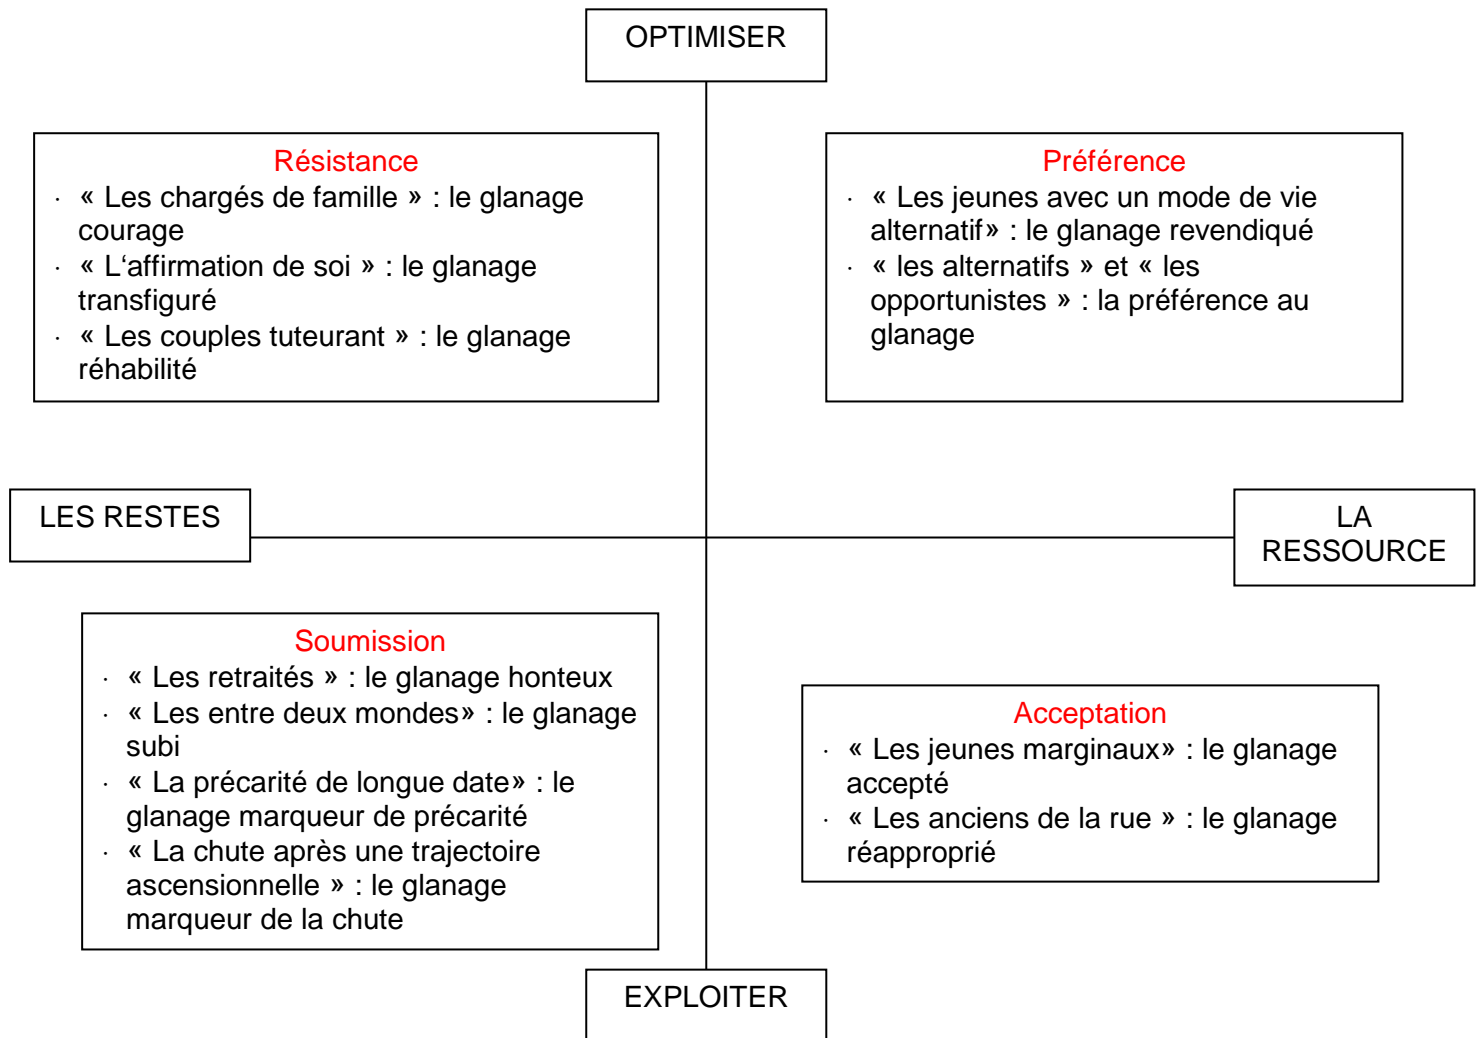 OPTIMISER
Résistance
· « Les chargés de famille » : le glanage
courage
· « L‘affirmation de soi » : le glanage
transfiguré
· « Les couples tuteurant » : le glanage
réhabilité
Préférence
· « Les jeunes avec un mode de vie
alternatif» : le glanage revendiqué
· « les alternatifs » et « les
opportunistes » : la préférence au
glanage
LES RESTES
LA
RESSOURCE
Soumission
· « Les retraités » : le glanage honteux
· « Les entre deux mondes» : le glanage
subi
· « La précarité de longue date» : le
glanage marqueur de précarité
· « La chute après une trajectoire
ascensionnelle » : le glanage
marqueur de la chute
Acceptation
· « Les jeunes marginaux» : le glanage
accepté
· « Les anciens de la rue » : le glanage
réapproprié
EXPLOITER